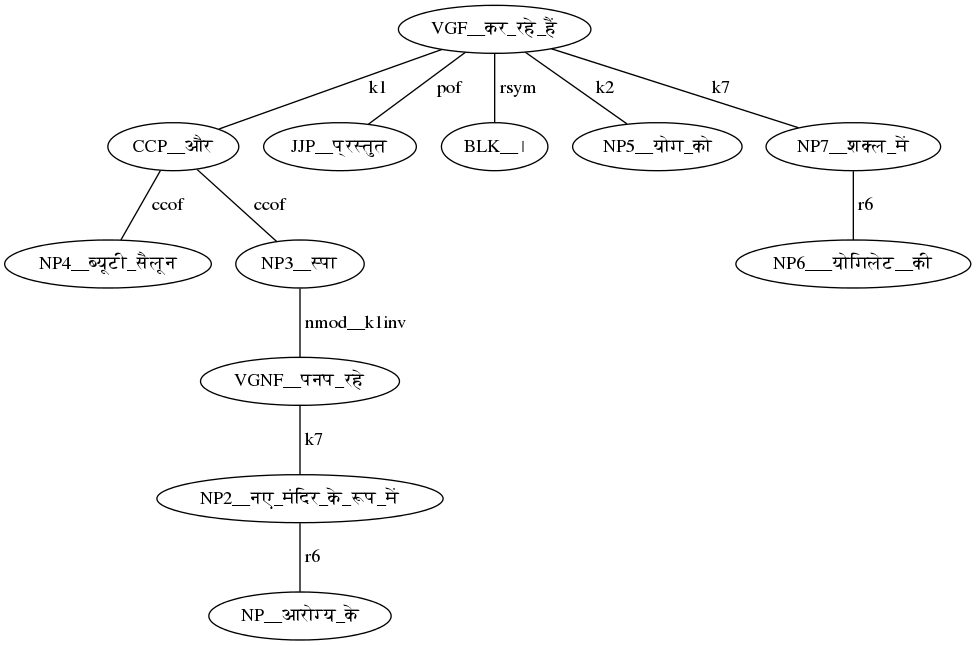 VGF__कर_रहे_हैं
k1 pof rsym k2 k7
CCP__और JJP__प्रस्तुत BLK__। NP5__योग_को NP7__शक्ल_में
ccof ccof r6
NP4__ब्यूटी_सैलून NP3__स्पा NP6___योगिलेट__की
nmod__k1inv
VGNF__पनप_रहे
k7
NP2__नए_मंदिर_के_रूप_में
r6
NP__आरोग्य_के